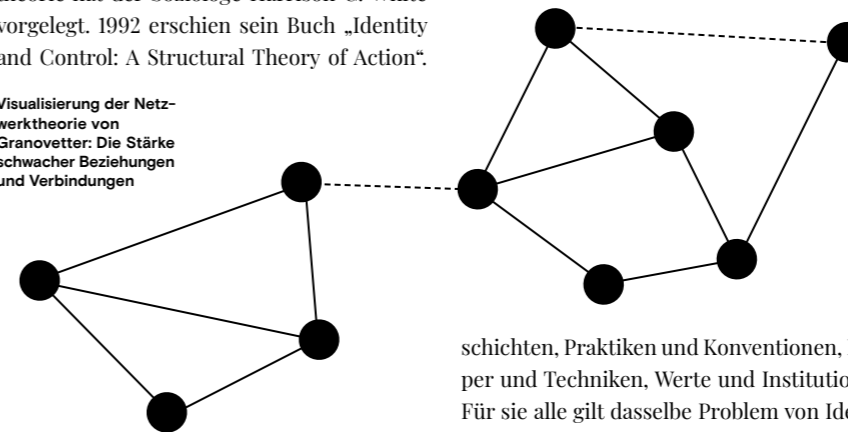 vorgelegt. 1992 erschien sein Buch „Identity
and Control: A Structural Theory of Action“.
Visualisierung der Netz-
werktheorie von
Granovetter: Die Stärke
schwacher Beziehungen
und Verbindungen
schichten, Praktiken und Konventionen,
per und Techniken, Werte und Institutio
Für sie alle gilt dasselbe Problem von Ide